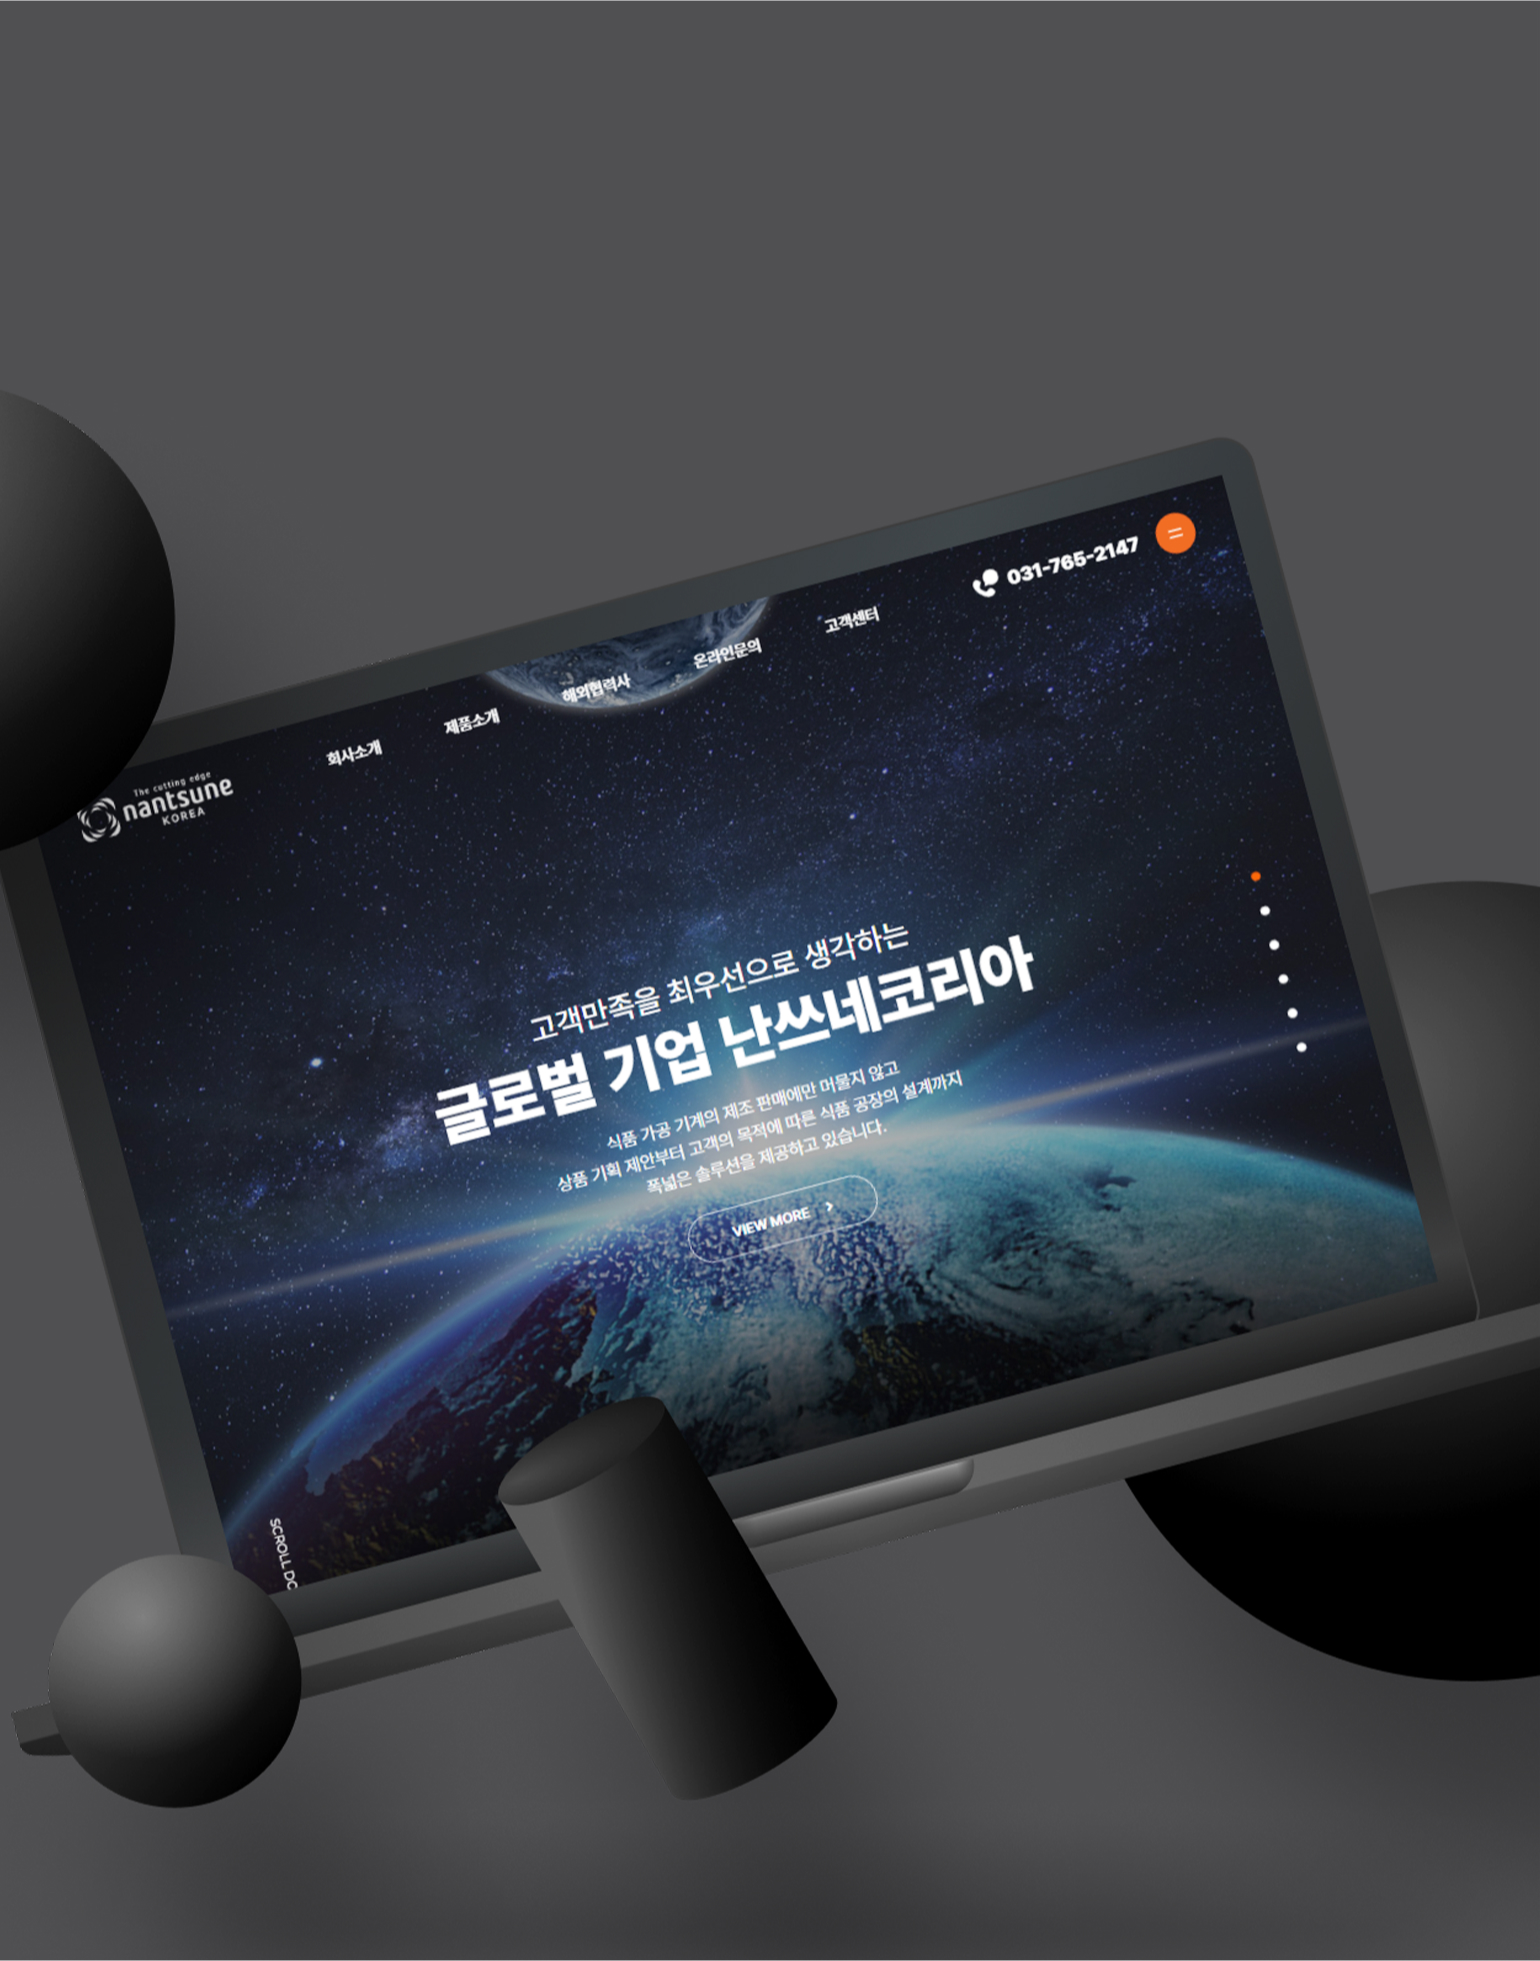 The cutting edge
nantsune
KOREA
회사소개
제품소개
해외협력사
온라인문의
고객센터
031-765-2147
고객만족을 최우선으로 생각하는
글로벌 기업 난쓰네코리아
식품 가공 기계의 제조 판매에만 머물지 않고
상품 기획 제안부터 고객의 목적에 따른 식품 공장의 설계까지
폭넓은 솔루션을 제공하고 있습니다.
VIEW MORE
SCROLL DO